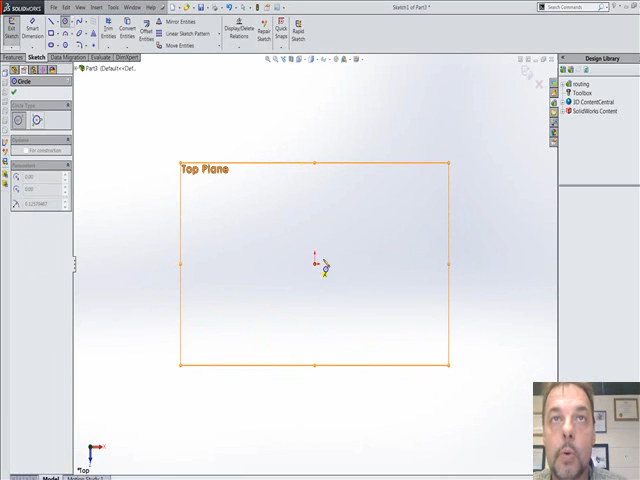 SOLIDWORKS
File Edit View Insert Tools Window Help
Sketch1 of Part3 *
Search Commands
Exit Sketch
Smart Dimension
Trim Entities
Convert Entities
Offset Entities
Mirror Entities
Linear Sketch Pattern
Move Entities
Display/Delete Relations
Repair Sketch
Quick Snaps
Rapid Sketch
Features Sketch Data Migration Evaluate DimXpert
Part3 (Default<<Def...
Circle
Circle Type
Options
For construction
Parameters
0.00
0.00
Top Plane
Design Library
routing
Toolbox
3D ContentCentral
SolidWorks Content
*Top
Model Motion Study 1